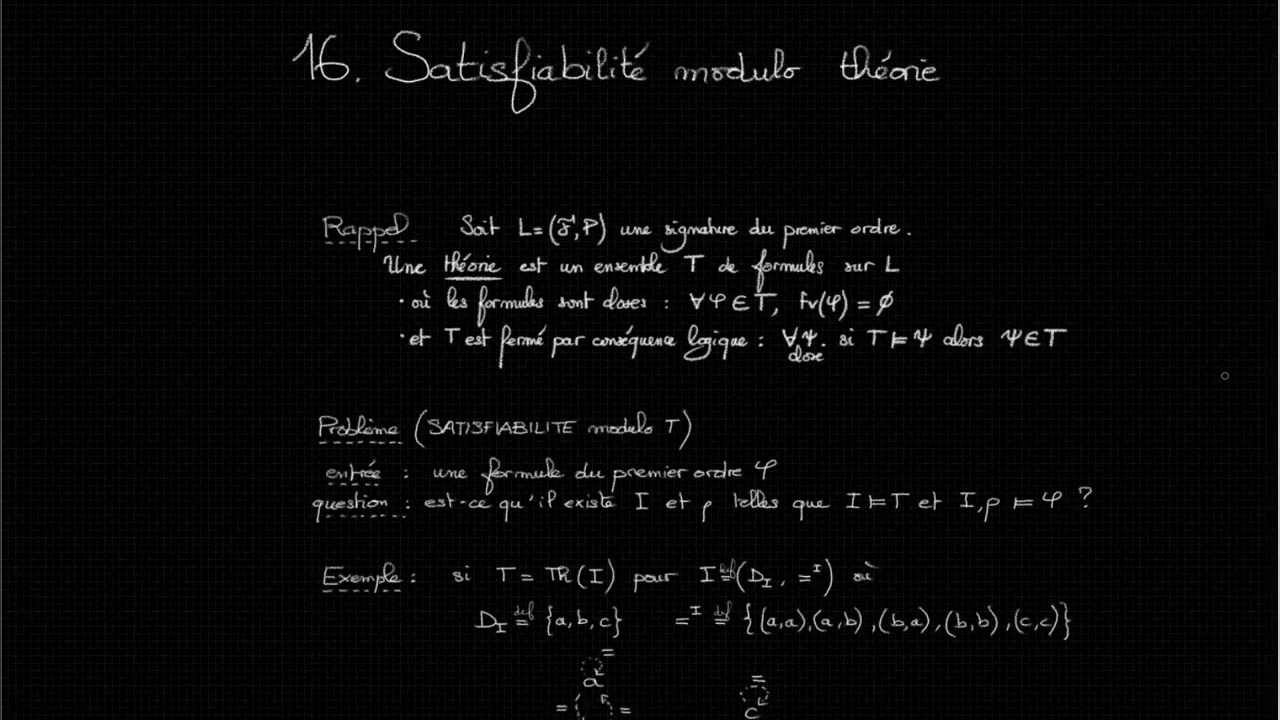 16. Satisfiabilité modulo théorie
Rappel Soit L=(F,P) une signature du premier ordre.
Une théorie est un ensemble T de formules sur L
• où les formules sont closes : ∀φ∈T, fv(φ) = ∅
• et T est fermé par conséquence logique : ∀ψ. si T⊨ψ alors ψ∈T
close
Problème (SATISFIABILITE modulo T)
entrée : une formule du premier ordre φ
question : est-ce qu'il existe I et ρ telles que I⊨T et I,ρ ⊨ φ ?
Exemple : si T = Th(I) pour I def= (D_I, =^I) où
D_I def= {a,b,c} =^I def= {(a,a),(a,b),(b,a),(b,b),(c,c)}
=
a =
c
= =